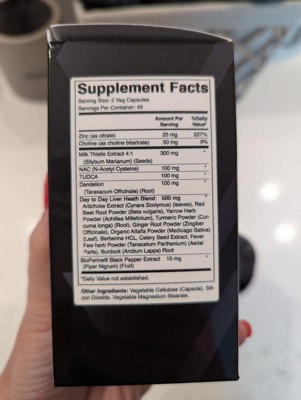 Supplement Facts
Serving Size: 2 Veg Capsules
Servings Per Container: 45
Amount Per Serving %Daily Value*
Zinc (as citrate) 25 mg 227%
Choline (as choline bitartrate) 50 mg 9%
Milk Thistle Extract 4:1 300 mg *
(Silybum Marianum) (Seeds)
NAC (N-Acetyl Cysteine) 100 mg *
TUDCA 100 mg *
Dandelion 100 mg *
(Taraxacum Officinale) (Root)
Day to Day Liver Heath Blend: 500 mg *
Artichoke Extract (Cynara Scolymus) (leaves), Red
Beet Root Powder (Beta vulgaris), Yarrow Herb
Powder (Achillea Millefolium), Turmeric Powder (Cur-
cuma longa) (Root), Ginger Root Powder (Zingiber
Officinale), Organic Alfalfa Powder (Medicago Sativa)
(Leaf), Berberine HCL, Celery Seed Extract, Fever
Few herb Powder (Tanacetum Parthenium) (Aerial
Parts), Burdock (Arctium Lappa) Root
BioPerine® Black Pepper Extract 10 mg *
(Piper Nigrum) (Fruit)
*Daily Value not established.
Other Ingredients: Vegetable Cellulose (Capsule), Sili-
con Dioxide, Vegetable Magnesium Stearate.